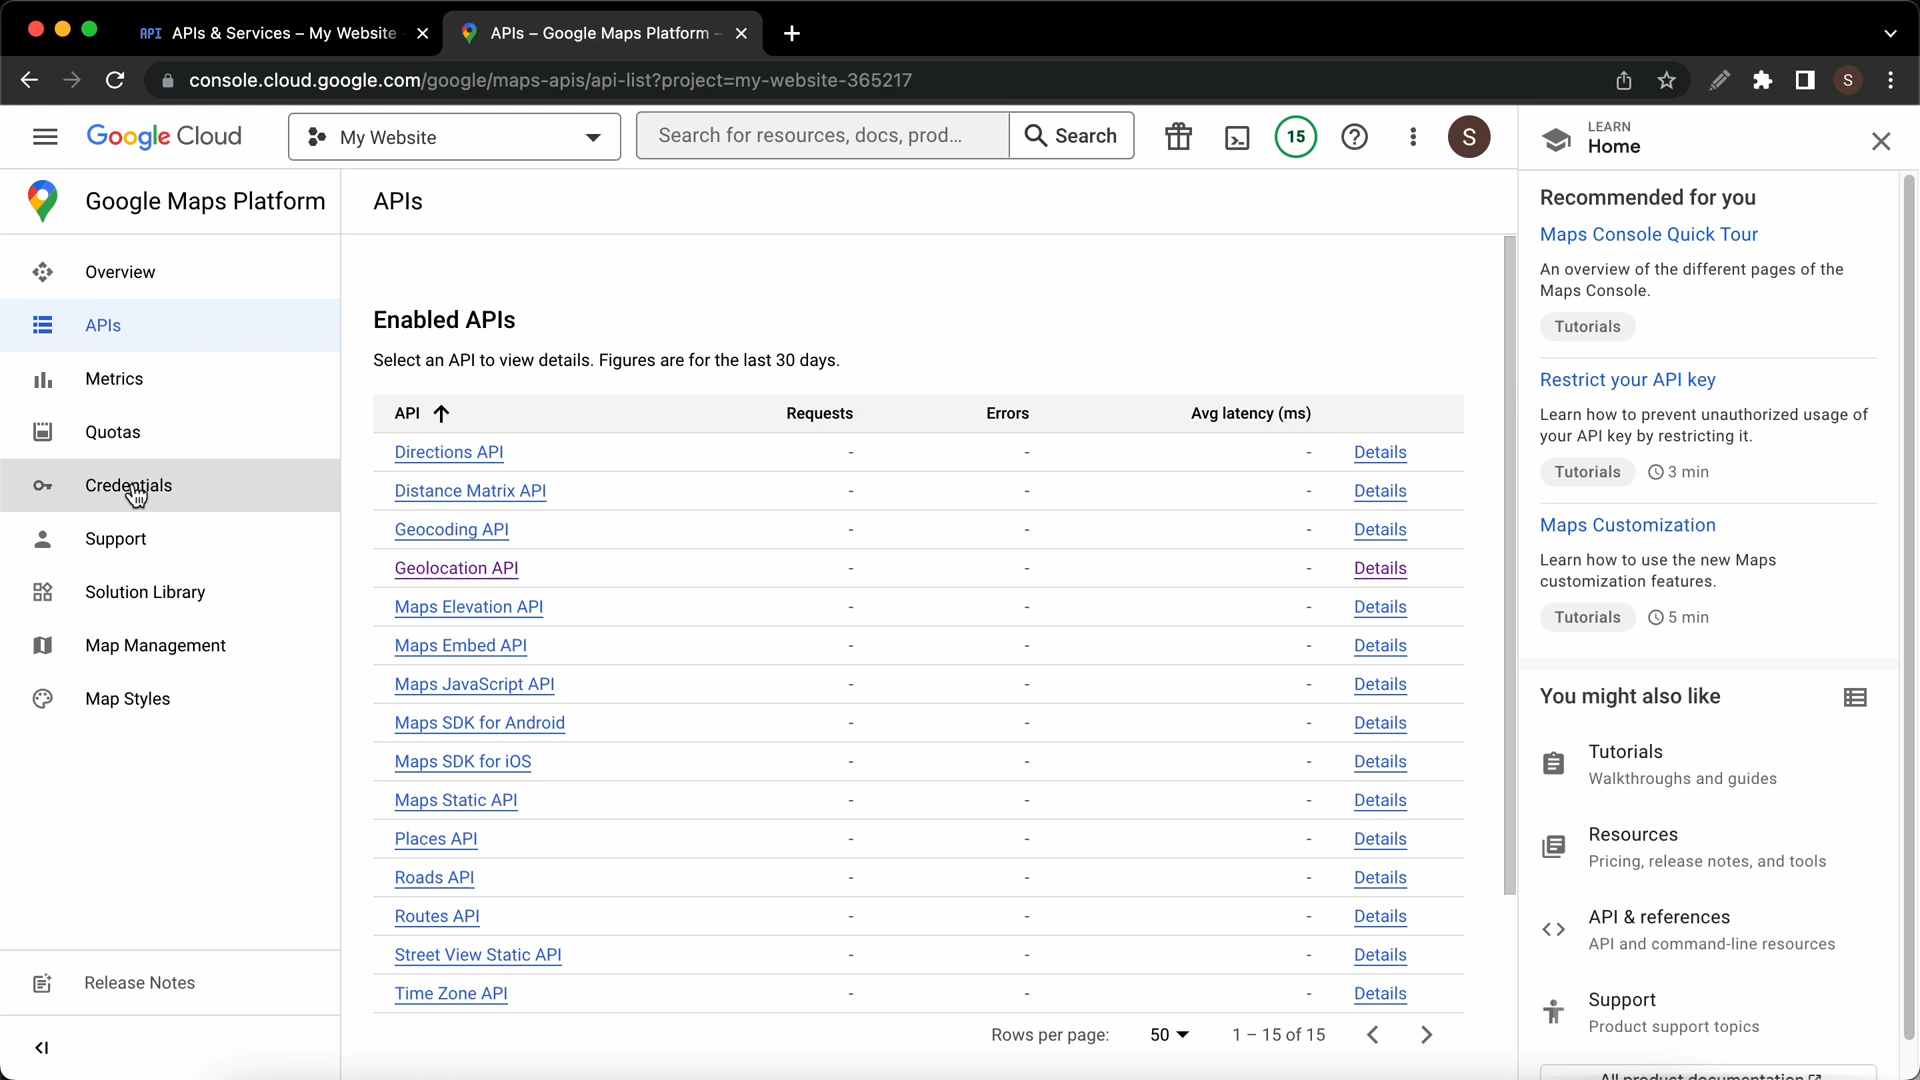 API APIs & Services – My Website
APIs – Google Maps Platform –
console.cloud.google.com/google/maps-apis/api-list?project=my-website-365217
S
Google Cloud
My Website
Search for resources, docs, prod...
Search
15
S
LEARN
Home
Google Maps Platform
APIs
Overview
APIs
Metrics
Quotas
Credentials
Support
Solution Library
Map Management
Map Styles
Release Notes
Enabled APIs
Select an API to view details. Figures are for the last 30 days.
API Requests Errors Avg latency (ms)
Directions API - - - Details
Distance Matrix API - - - Details
Geocoding API - - - Details
Geolocation API - - - Details
Maps Elevation API - - - Details
Maps Embed API - - - Details
Maps JavaScript API - - - Details
Maps SDK for Android - - - Details
Maps SDK for iOS - - - Details
Maps Static API - - - Details
Places API - - - Details
Roads API - - - Details
Routes API - - - Details
Street View Static API - - - Details
Time Zone API - - - Details
Rows per page: 50 1 – 15 of 15
Recommended for you
Maps Console Quick Tour
An overview of the different pages of the
Maps Console.
Tutorials
Restrict your API key
Learn how to prevent unauthorized usage of
your API key by restricting it.
Tutorials 3 min
Maps Customization
Learn how to use the new Maps
customization features.
Tutorials 5 min
You might also like
Tutorials
Walkthroughs and guides
Resources
Pricing, release notes, and tools
API & references
API and command-line resources
Support
Product support topics
All product documentation